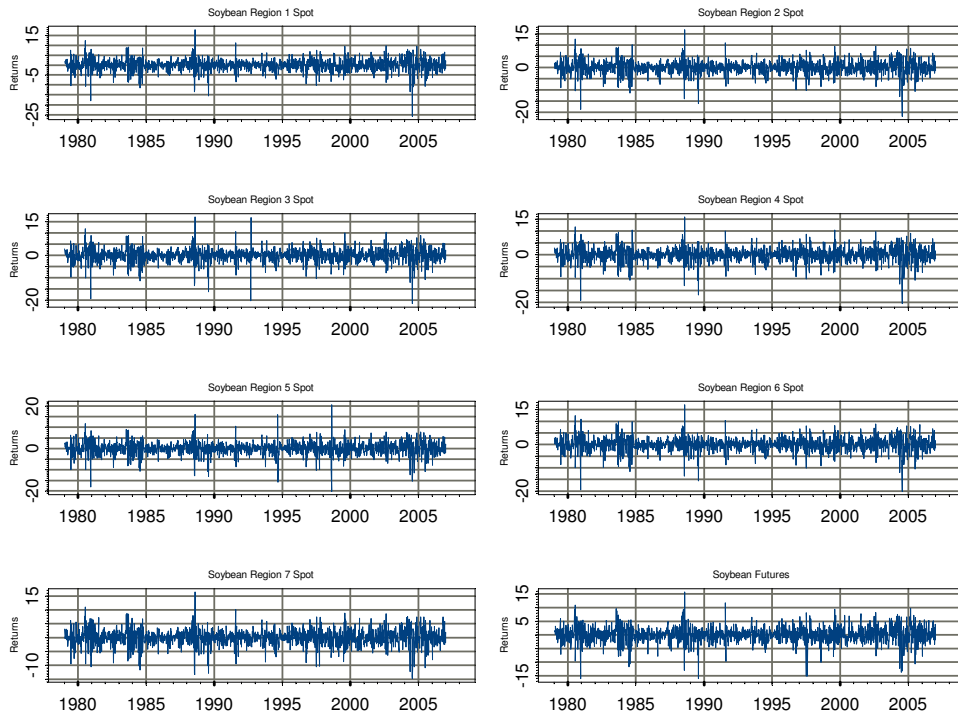 Soybean Region 1 Spot
Returns
15
-5
-25
1980 1985 1990 1995 2000 2005
Soybean Region 2 Spot
Returns
15
0
-20
1980 1985 1990 1995 2000 2005
Soybean Region 3 Spot
Returns
15
0
-20
1980 1985 1990 1995 2000 2005
Soybean Region 4 Spot
Returns
15
0
-20
1980 1985 1990 1995 2000 2005
Soybean Region 5 Spot
Returns
20
0
-20
1980 1985 1990 1995 2000 2005
Soybean Region 6 Spot
Returns
15
0
-20
1980 1985 1990 1995 2000 2005
Soybean Region 7 Spot
Returns
15
-10
1980 1985 1990 1995 2000 2005
Soybean Futures
Returns
15
5
-15
1980 1985 1990 1995 2000 2005